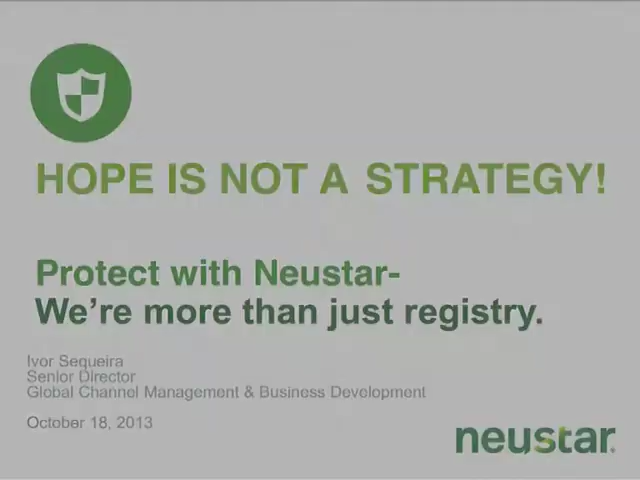 HOPE IS NOT A STRATEGY!
Protect with Neustar-
We're more than just registry.
Ivor Sequeira
Senior Director
Global Channel Management & Business Development
October 18, 2013
neustar.